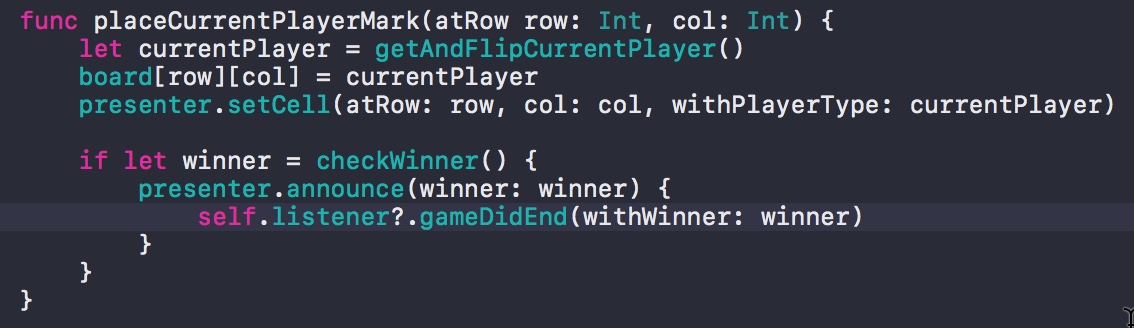 func placeCurrentPlayerMark(atRow row: Int, col: Int) {
    let currentPlayer = getAndFlipCurrentPlayer()
    board[row][col] = currentPlayer
    presenter.setCell(atRow: row, col: col, withPlayerType: currentPlayer)

    if let winner = checkWinner() {
        presenter.announce(winner: winner) {
            self.listener?.gameDidEnd(withWinner: winner)
        }
    }
}